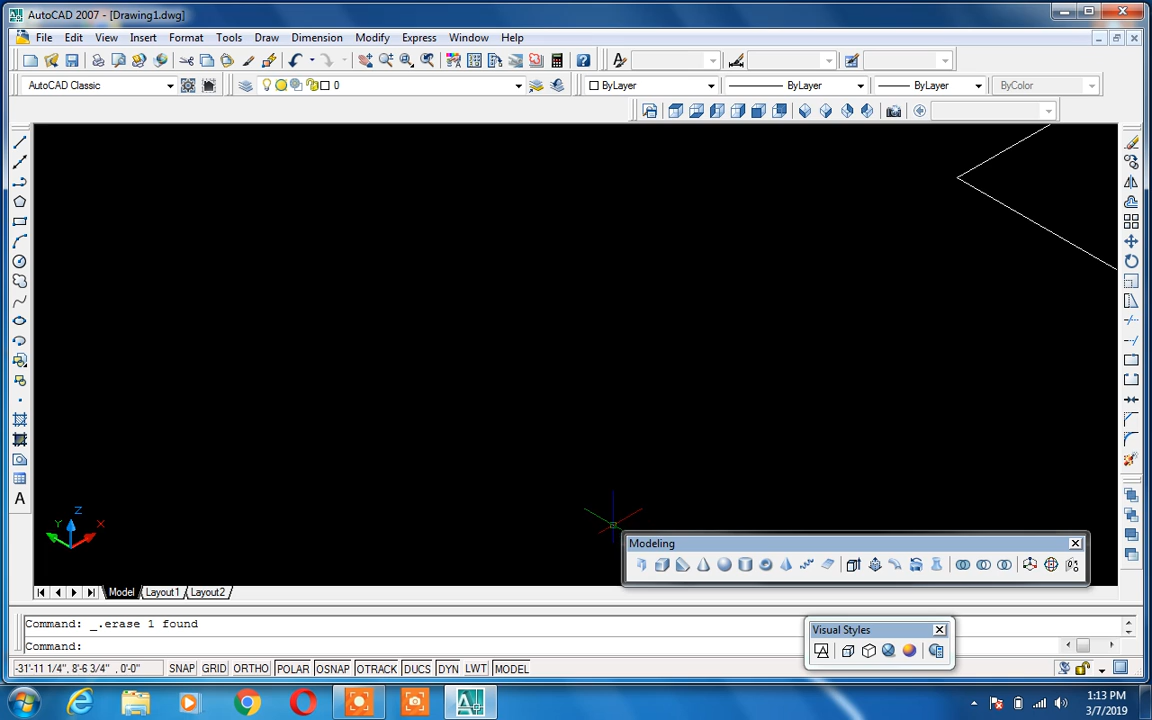 AutoCAD 2007 - [Drawing1.dwg]
File Edit View Insert Format Tools Draw Dimension Modify Express Window Help
AutoCAD Classic 0 ByLayer ByLayer ByLayer ByColor
Z
Y X
Modeling
Model Layout1 Layout2
Command: _.erase 1 found
Command:
Visual Styles
-31'-11 1/4", 8'-6 3/4" , 0'-0" SNAP GRID ORTHO POLAR OSNAP OTRACK DUCS DYN LWT MODEL
1:13 PM
3/7/2019